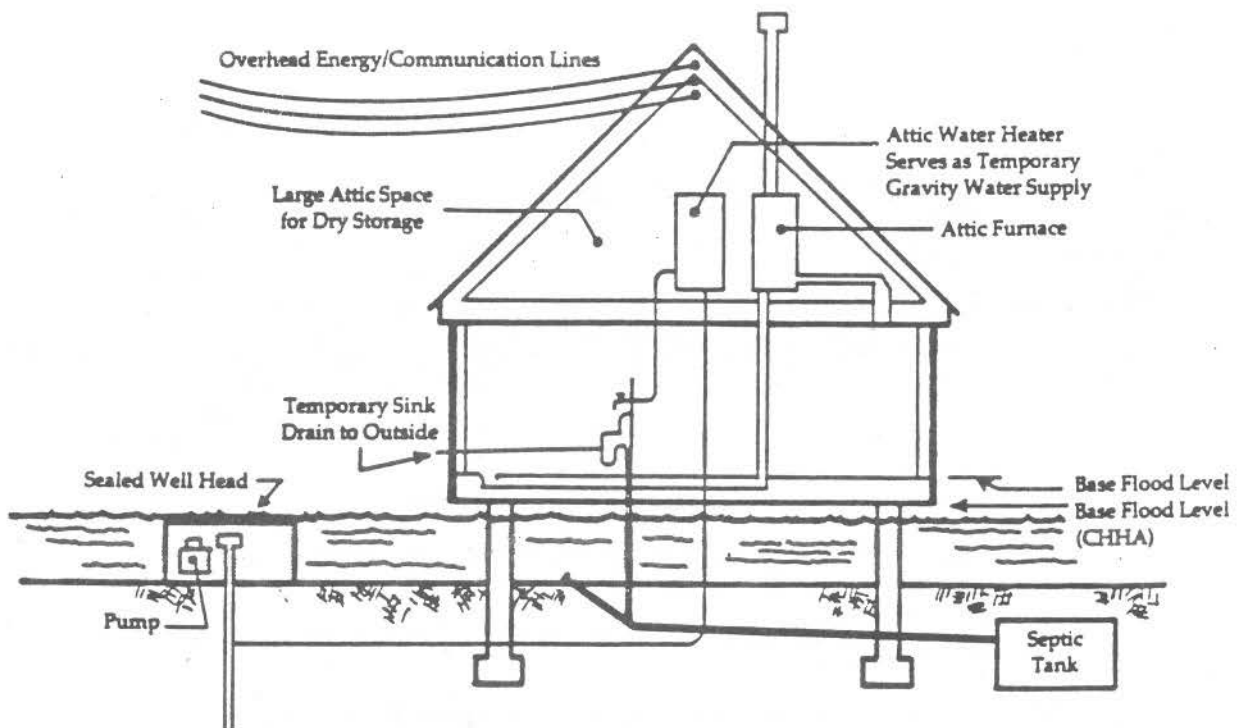 Overhead Energy/Communication Lines
Attic Water Heater
Serves as Temporary
Gravity Water Supply
Large Attic Space
for Dry Storage
Attic Furnace
Temporary Sink
Drain to Outside
Sealed Well Head
Base Flood Level
Base Flood Level
(CHHA)
Pump
Septic
Tank